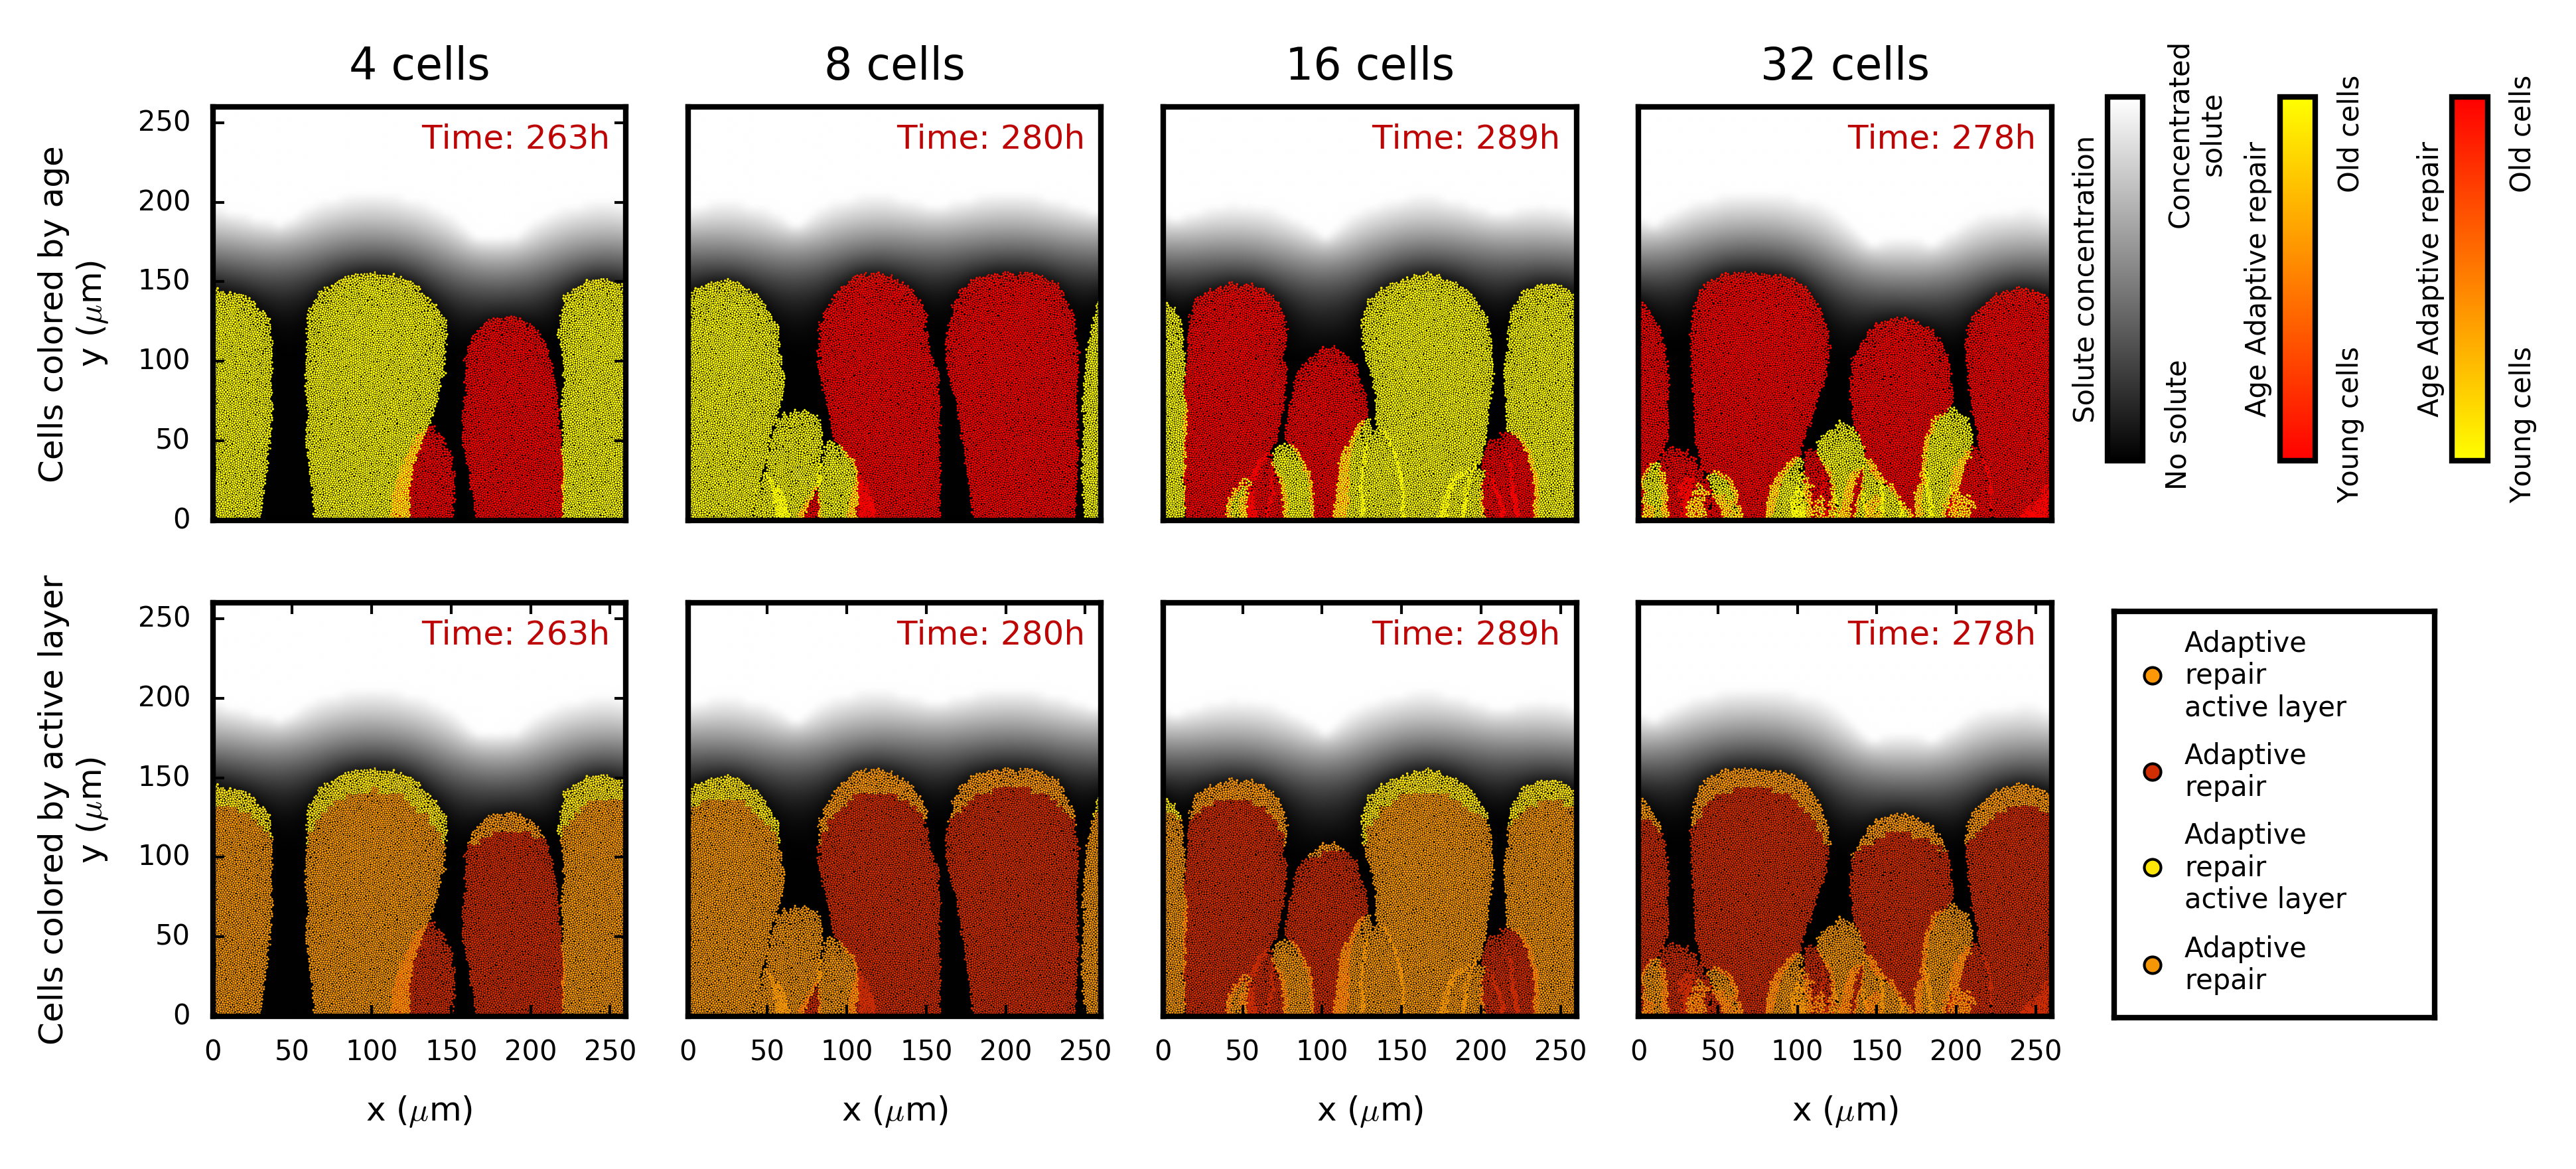 4 cells
8 cells
16 cells
32 cells
Cells colored by age
y (μm)
250
200
150
100
50
0
Time: 263h
Time: 280h
Time: 289h
Time: 278h
Solute concentration
No solute
Concentrated
solute
Age Adaptive repair
Young cells
Old cells
Age Adaptive repair
Young cells
Old cells
Cells colored by active layer
y (μm)
250
200
150
100
50
0
Time: 263h
Time: 280h
Time: 289h
Time: 278h
0 50 100 150 200 250
0 50 100 150 200 250
0 50 100 150 200 250
0 50 100 150 200 250
x (μm)
x (μm)
x (μm)
x (μm)
Adaptive
repair
active layer
Adaptive
repair
Adaptive
repair
active layer
Adaptive
repair